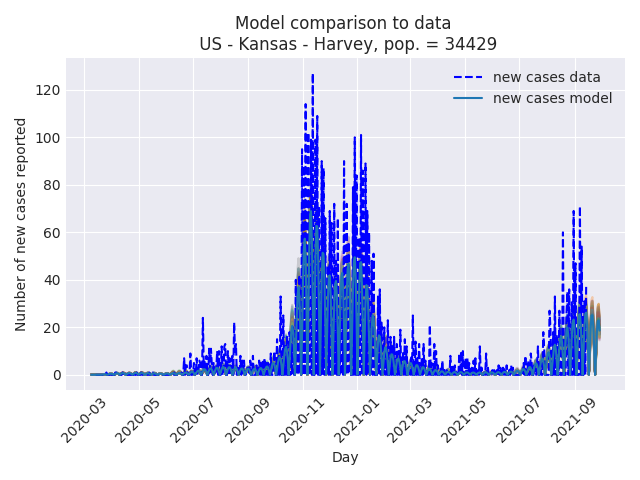 Model comparison to data
US - Kansas - Harvey, pop. = 34429
new cases data
new cases model
Number of new cases reported
120
100
80
60
40
20
0
2020-03
2020-05
2020-07
2020-09
2020-11
2021-01
2021-03
2021-05
2021-07
2021-09
Day